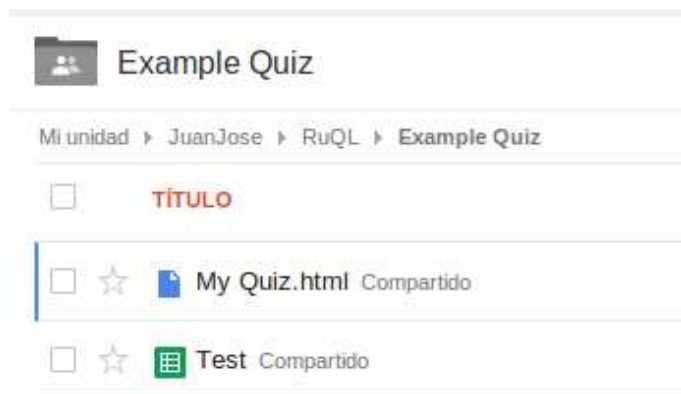 Example Quiz
Mi unidad JuanJose RuQL Example Quiz
TÍTULO
My Quiz.html Compartido
Test Compartido